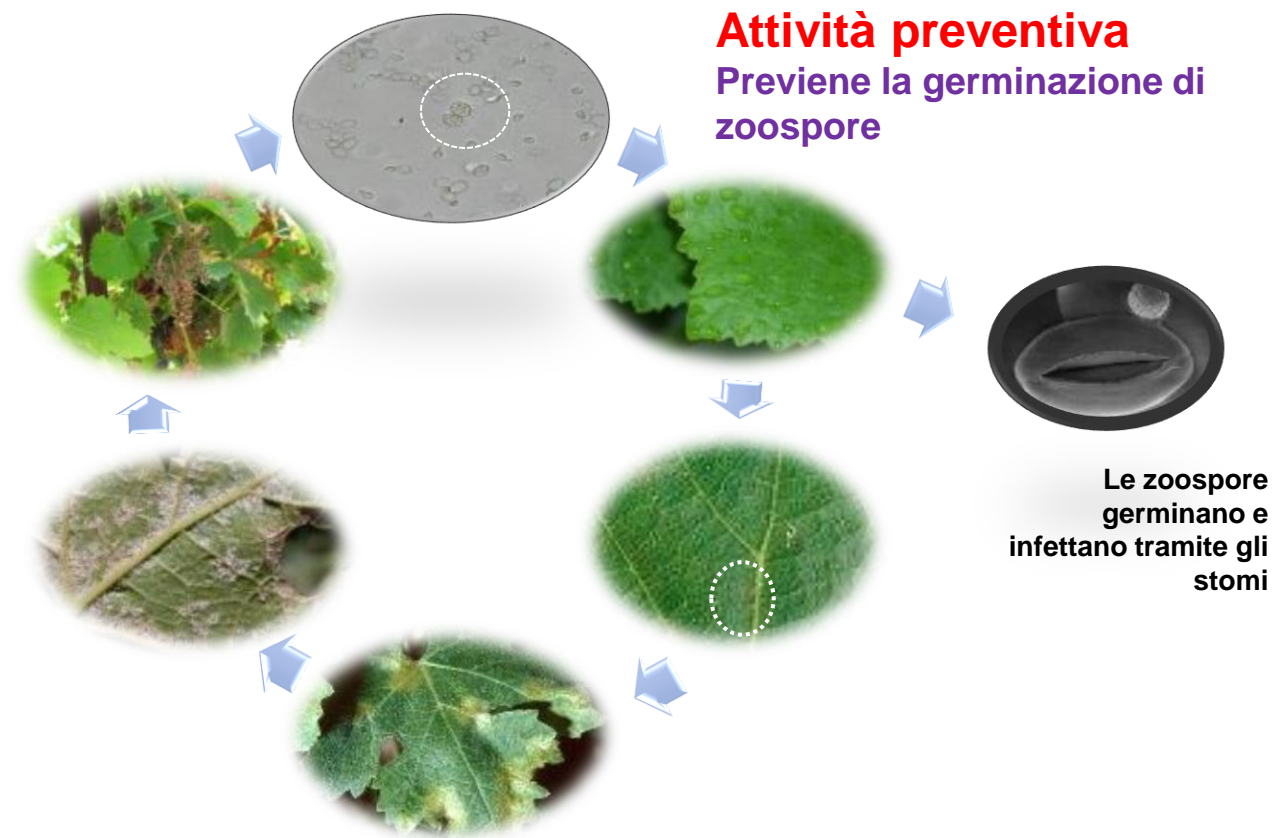 Attività preventiva
Previene la germinazione di
zoospore
Le zoospore
germinano e
infettano tramite gli
stomi